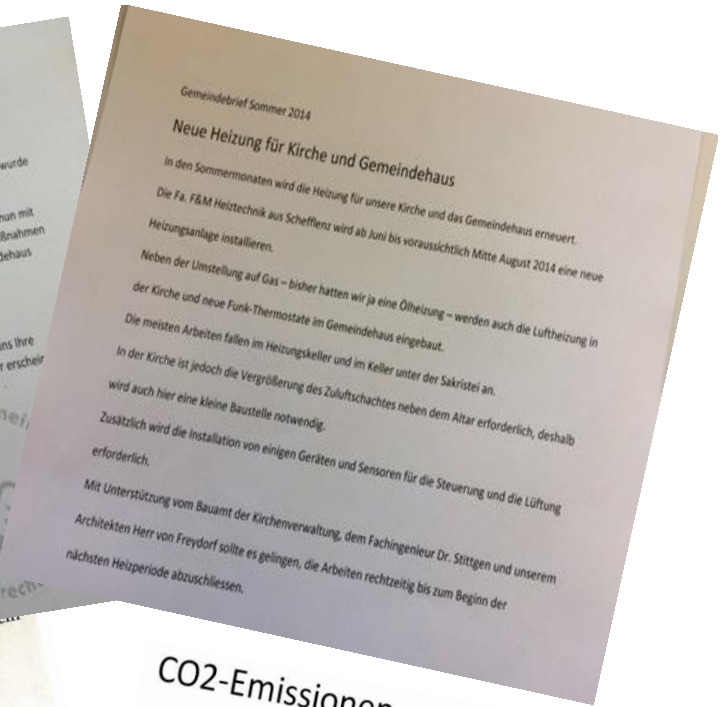 Gemeindebrief Sommer 2014
Neue Heizung für Kirche und Gemeindehaus
In den Sommermonaten wird die Heizung für unsere Kirche und das Gemeindehaus erneuert.
Die Fa. F&M Heiztechnik aus Schefflenz wird ab Juni bis voraussichtlich Mitte August 2014 eine neue
Heizungsanlage installieren.
Neben der Umstellung auf Gas – bisher hatten wir ja eine Ölheizung – werden auch die Luftheizung in
der Kirche und neue Funk-Thermostate im Gemeindehaus eingebaut.
Die meisten Arbeiten fallen im Heizungskeller und im Keller unter der Sakristei an.
In der Kirche ist jedoch die Vergrößerung des Zuluftschachtes neben dem Altar erforderlich, deshalb
wird auch hier eine kleine Baustelle notwendig.
Zusätzlich wird die Installation von einigen Geräten und Sensoren für die Steuerung und die Lüftung
erforderlich.
Mit Unterstützung vom Bauamt der Kirchenverwaltung, dem Fachingenieur Dr. Stittgen und unserem
Architekten Herr von Freydorf sollte es gelingen, die Arbeiten rechtzeitig bis zum Beginn der
nächsten Heizperiode abzuschliessen.
wurde
nun mit
ßnahmen
dehaus
uns Ihre
r erschein
CO2-Emissionen